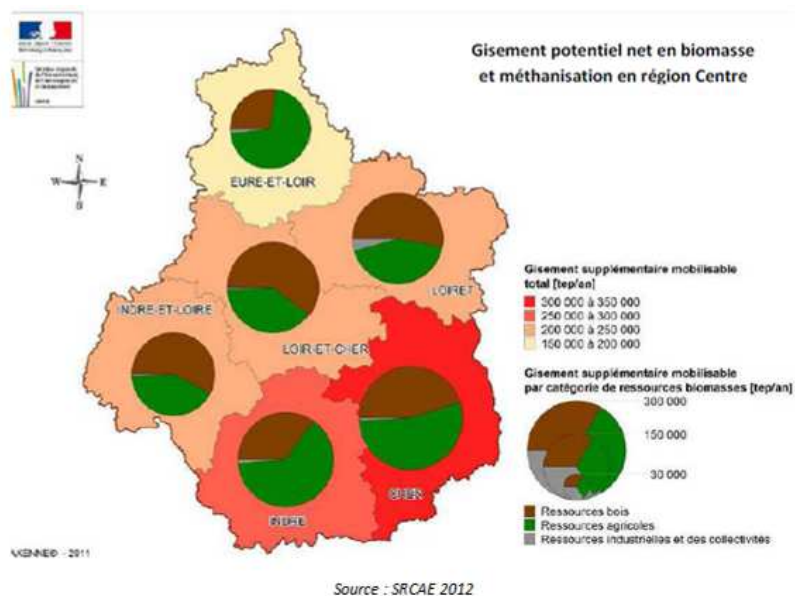 Gisement potentiel net en biomasse
et méthanisation en région Centre
N
W
E
S
EURE-ET-LOIR
LOIRET
INDRE-ET-LOIRE
LOIR-ET-CHER
CHER
INDRE
Gisement supplémentaire mobilisable
total [tep/an]
300 000 à 350 000
250 000 à 300 000
200 000 à 250 000
150 000 à 200 000
Gisement supplémentaire mobilisable
par catégorie de ressources biomasses [tep/an]
300 000
150 000
30 000
Ressources bois
Ressources agricoles
Ressources industrielles et des collectivités
AXENNE© - 2011
Source : SRCAE 2012